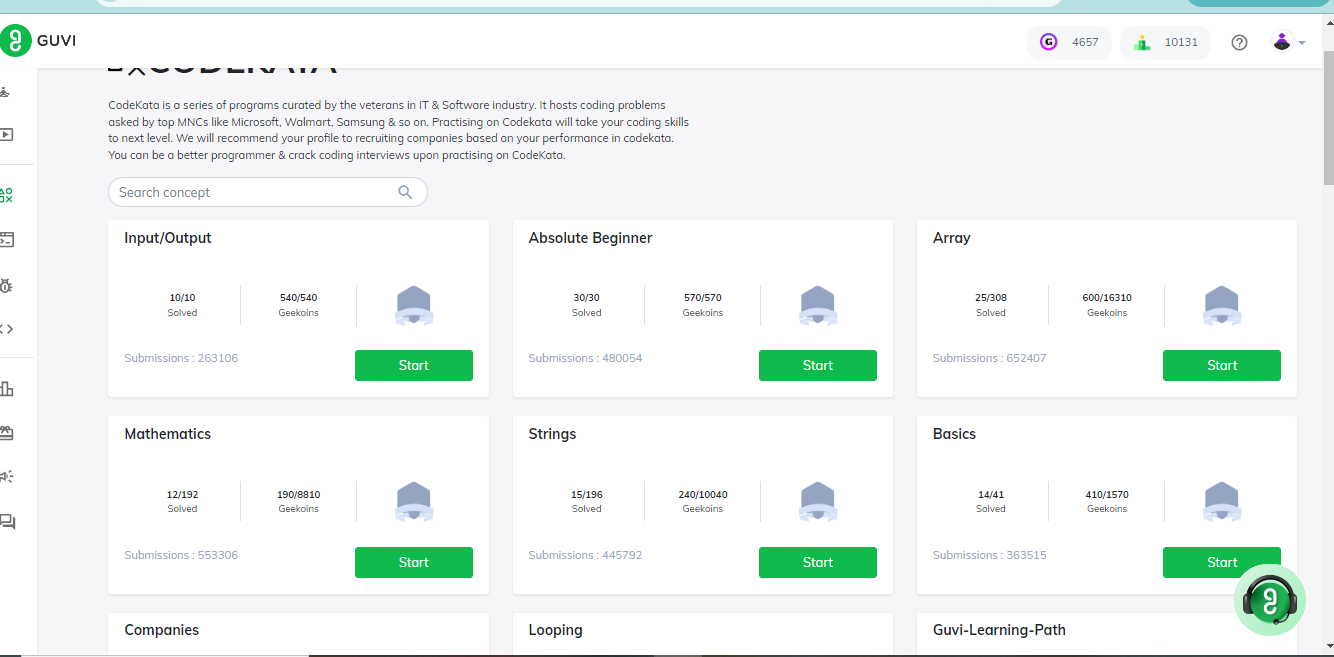 GUVI
4657
10131
CODEKATA
CodeKata is a series of programs curated by the veterans in IT & Software industry. It hosts coding problems
asked by top MNCs like Microsoft, Walmart, Samsung & so on. Practising on Codekata will take your coding skills
to next level. We will recommend your profile to recruiting companies based on your performance in codekata.
You can be a better programmer & crack coding interviews upon practising on CodeKata.
Search concept
Input/Output
10/10
Solved
540/540
Geekoins
Submissions : 263106
Start
Absolute Beginner
30/30
Solved
570/570
Geekoins
Submissions : 480054
Start
Array
25/308
Solved
600/16310
Geekoins
Submissions : 652407
Start
Mathematics
12/192
Solved
190/8810
Geekoins
Submissions : 553306
Start
Strings
15/196
Solved
240/10040
Geekoins
Submissions : 445792
Start
Basics
14/41
Solved
410/1570
Geekoins
Submissions : 363515
Start
Companies
Looping
Guvi-Learning-Path